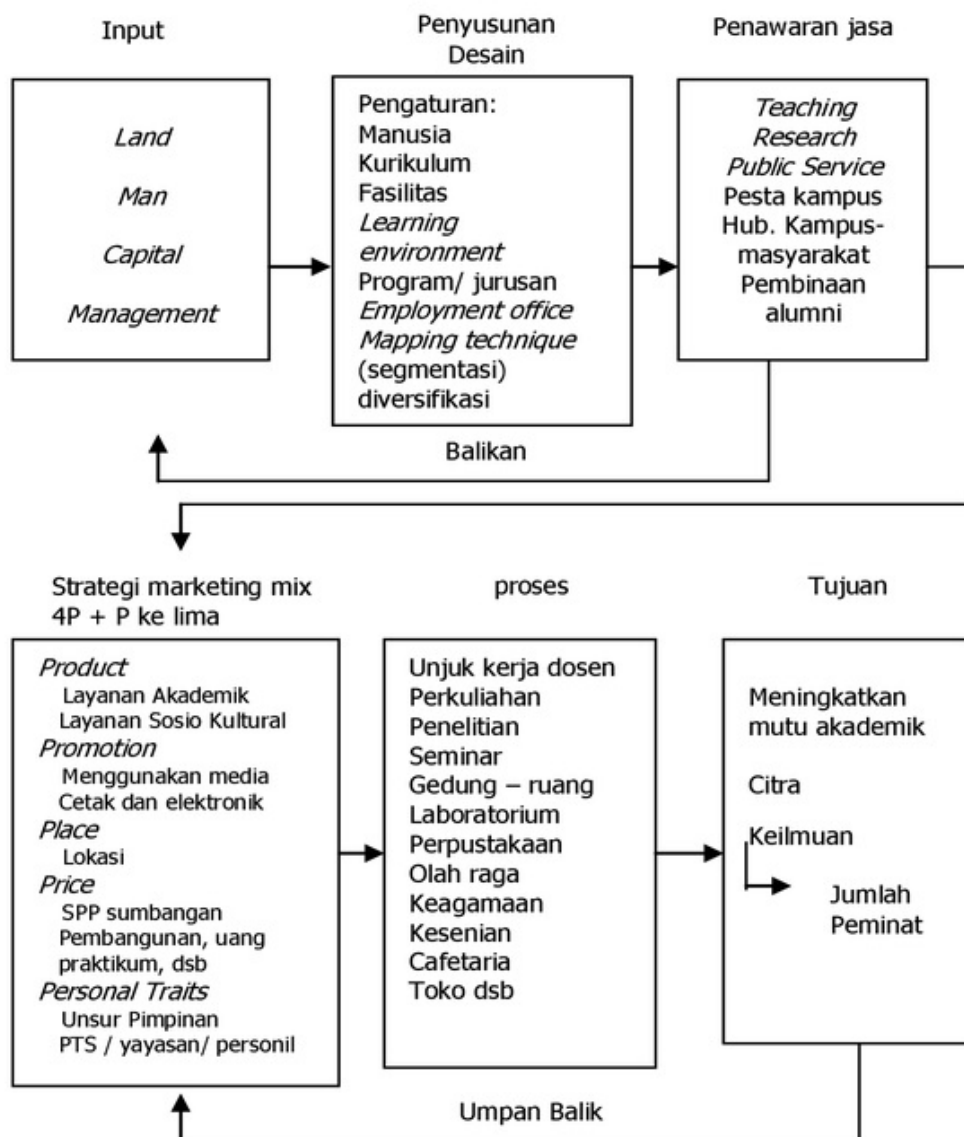 Input
Land
Man
Capital
Management
Penyusunan
Desain
Pengaturan:
Manusia
Kurikulum
Fasilitas
Learning
environment
Program/ jurusan
Employment office
Mapping technique
(segmentasi)
diversifikasi
Penawaran jasa
Teaching
Research
Public Service
Pesta kampus
Hub. Kampus-
masyarakat
Pembinaan
alumni
Balikan
Strategi marketing mix
4P + P ke lima
Product
Layanan Akademik
Layanan Sosio Kultural
Promotion
Menggunakan media
Cetak dan elektronik
Place
Lokasi
Price
SPP sumbangan
Pembangunan, uang
praktikum, dsb
Personal Traits
Unsur Pimpinan
PTS / yayasan/ personil
proses
Unjuk kerja dosen
Perkuliahan
Penelitian
Seminar
Gedung – ruang
Laboratorium
Perpustakaan
Olah raga
Keagamaan
Kesenian
Cafetaria
Toko dsb
Tujuan
Meningkatkan
mutu akademik
Citra
Keilmuan
Jumlah
Peminat
Umpan Balik